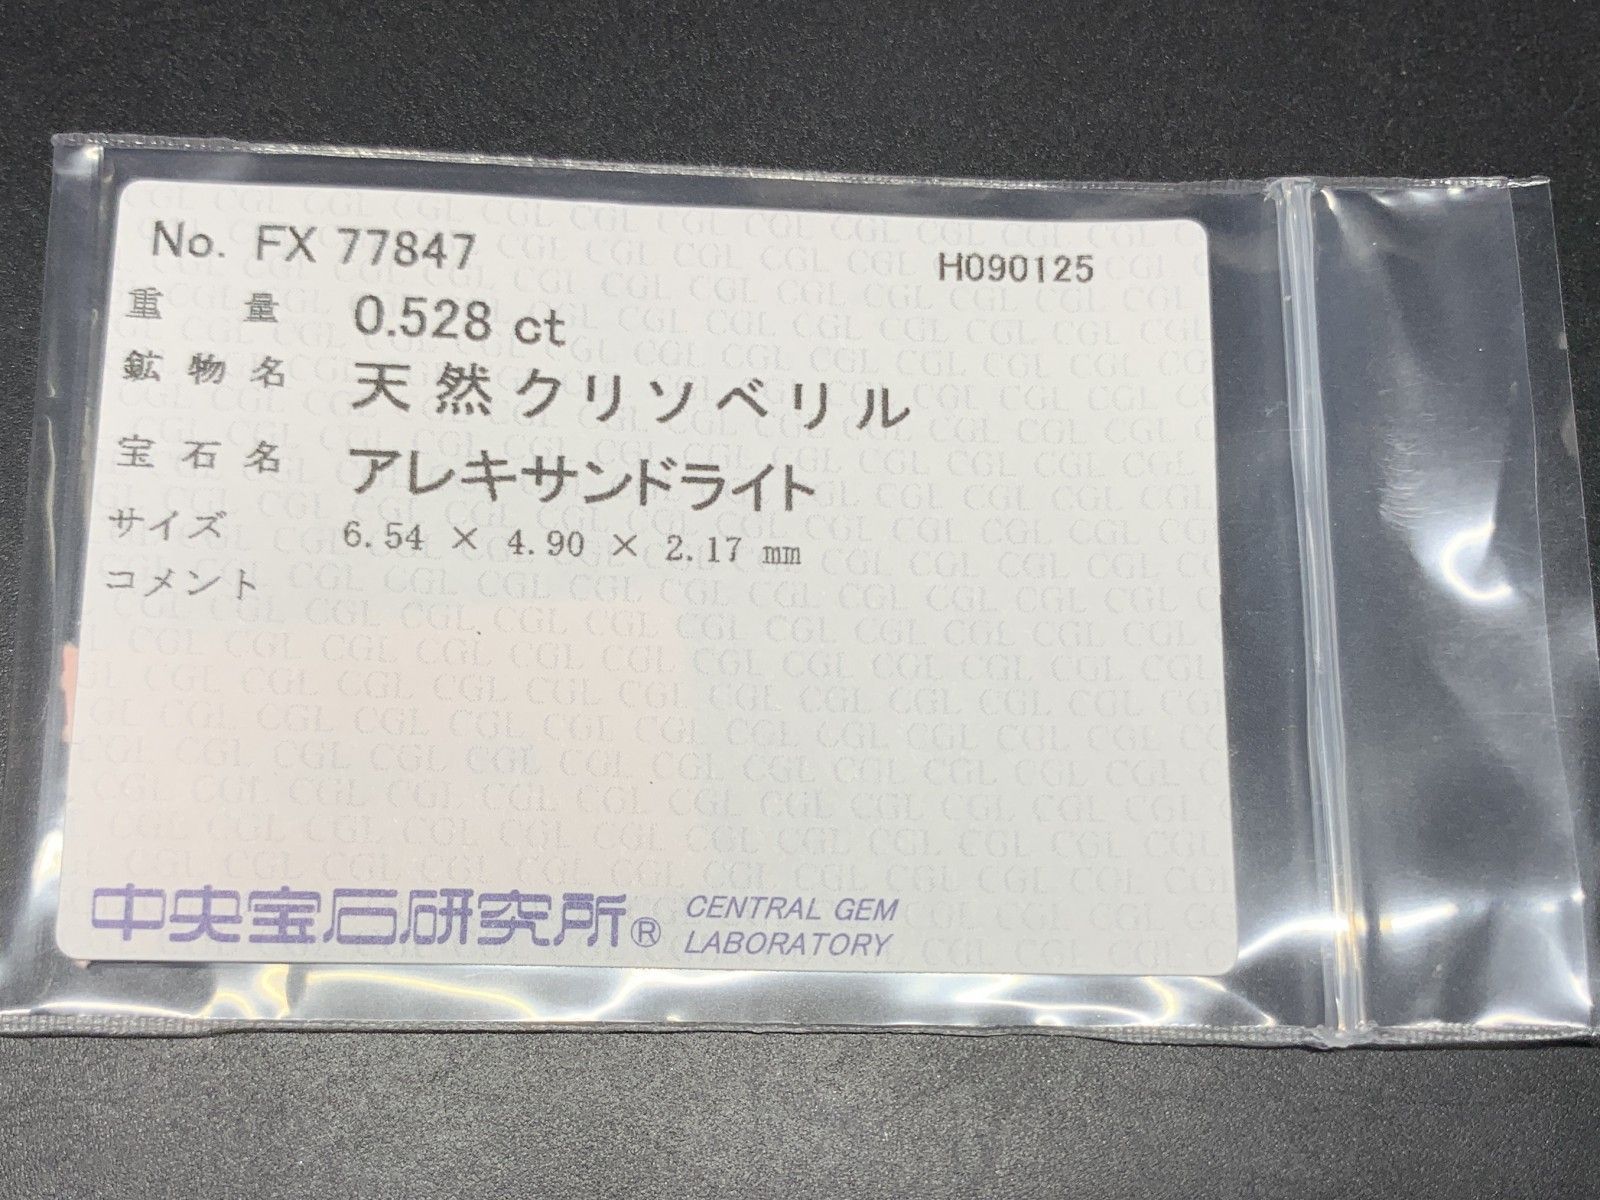 No. FX 77847
H090125
重量 0.528 ct
鉱物名 天然クリソベリル
宝石名 アレキサンドライト
サイズ 6.54 × 4.90 × 2.17 mm
コメント
中央宝石研究所® CENTRAL GEM
LABORATORY